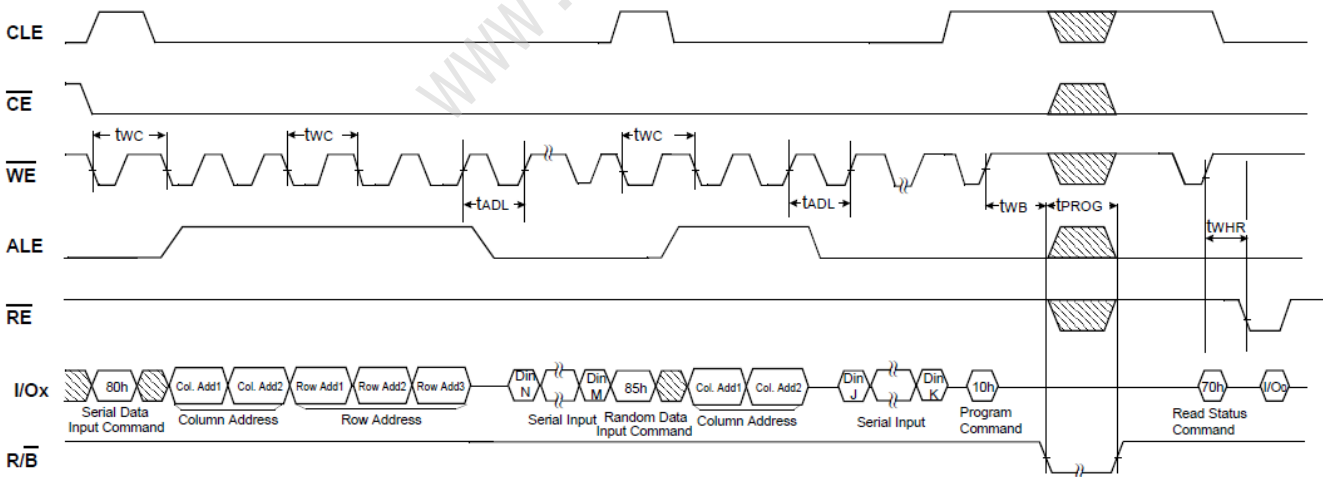 www.
CLE
CE
tWC tWC tWC
WE
tADL tADL tWB tPROG
ALE
tWHR
RE
I/Ox 80h Col. Add1 Col. Add2 Row Add1 Row Add2 Row Add3 Din N Din M 85h Col. Add1 Col. Add2 Din J Din K 10h 70h I/Oo
Serial Data Input Command Column Address Row Address Serial Input Random Data Input Command Column Address Serial Input Program Command Read Status Command
R/B